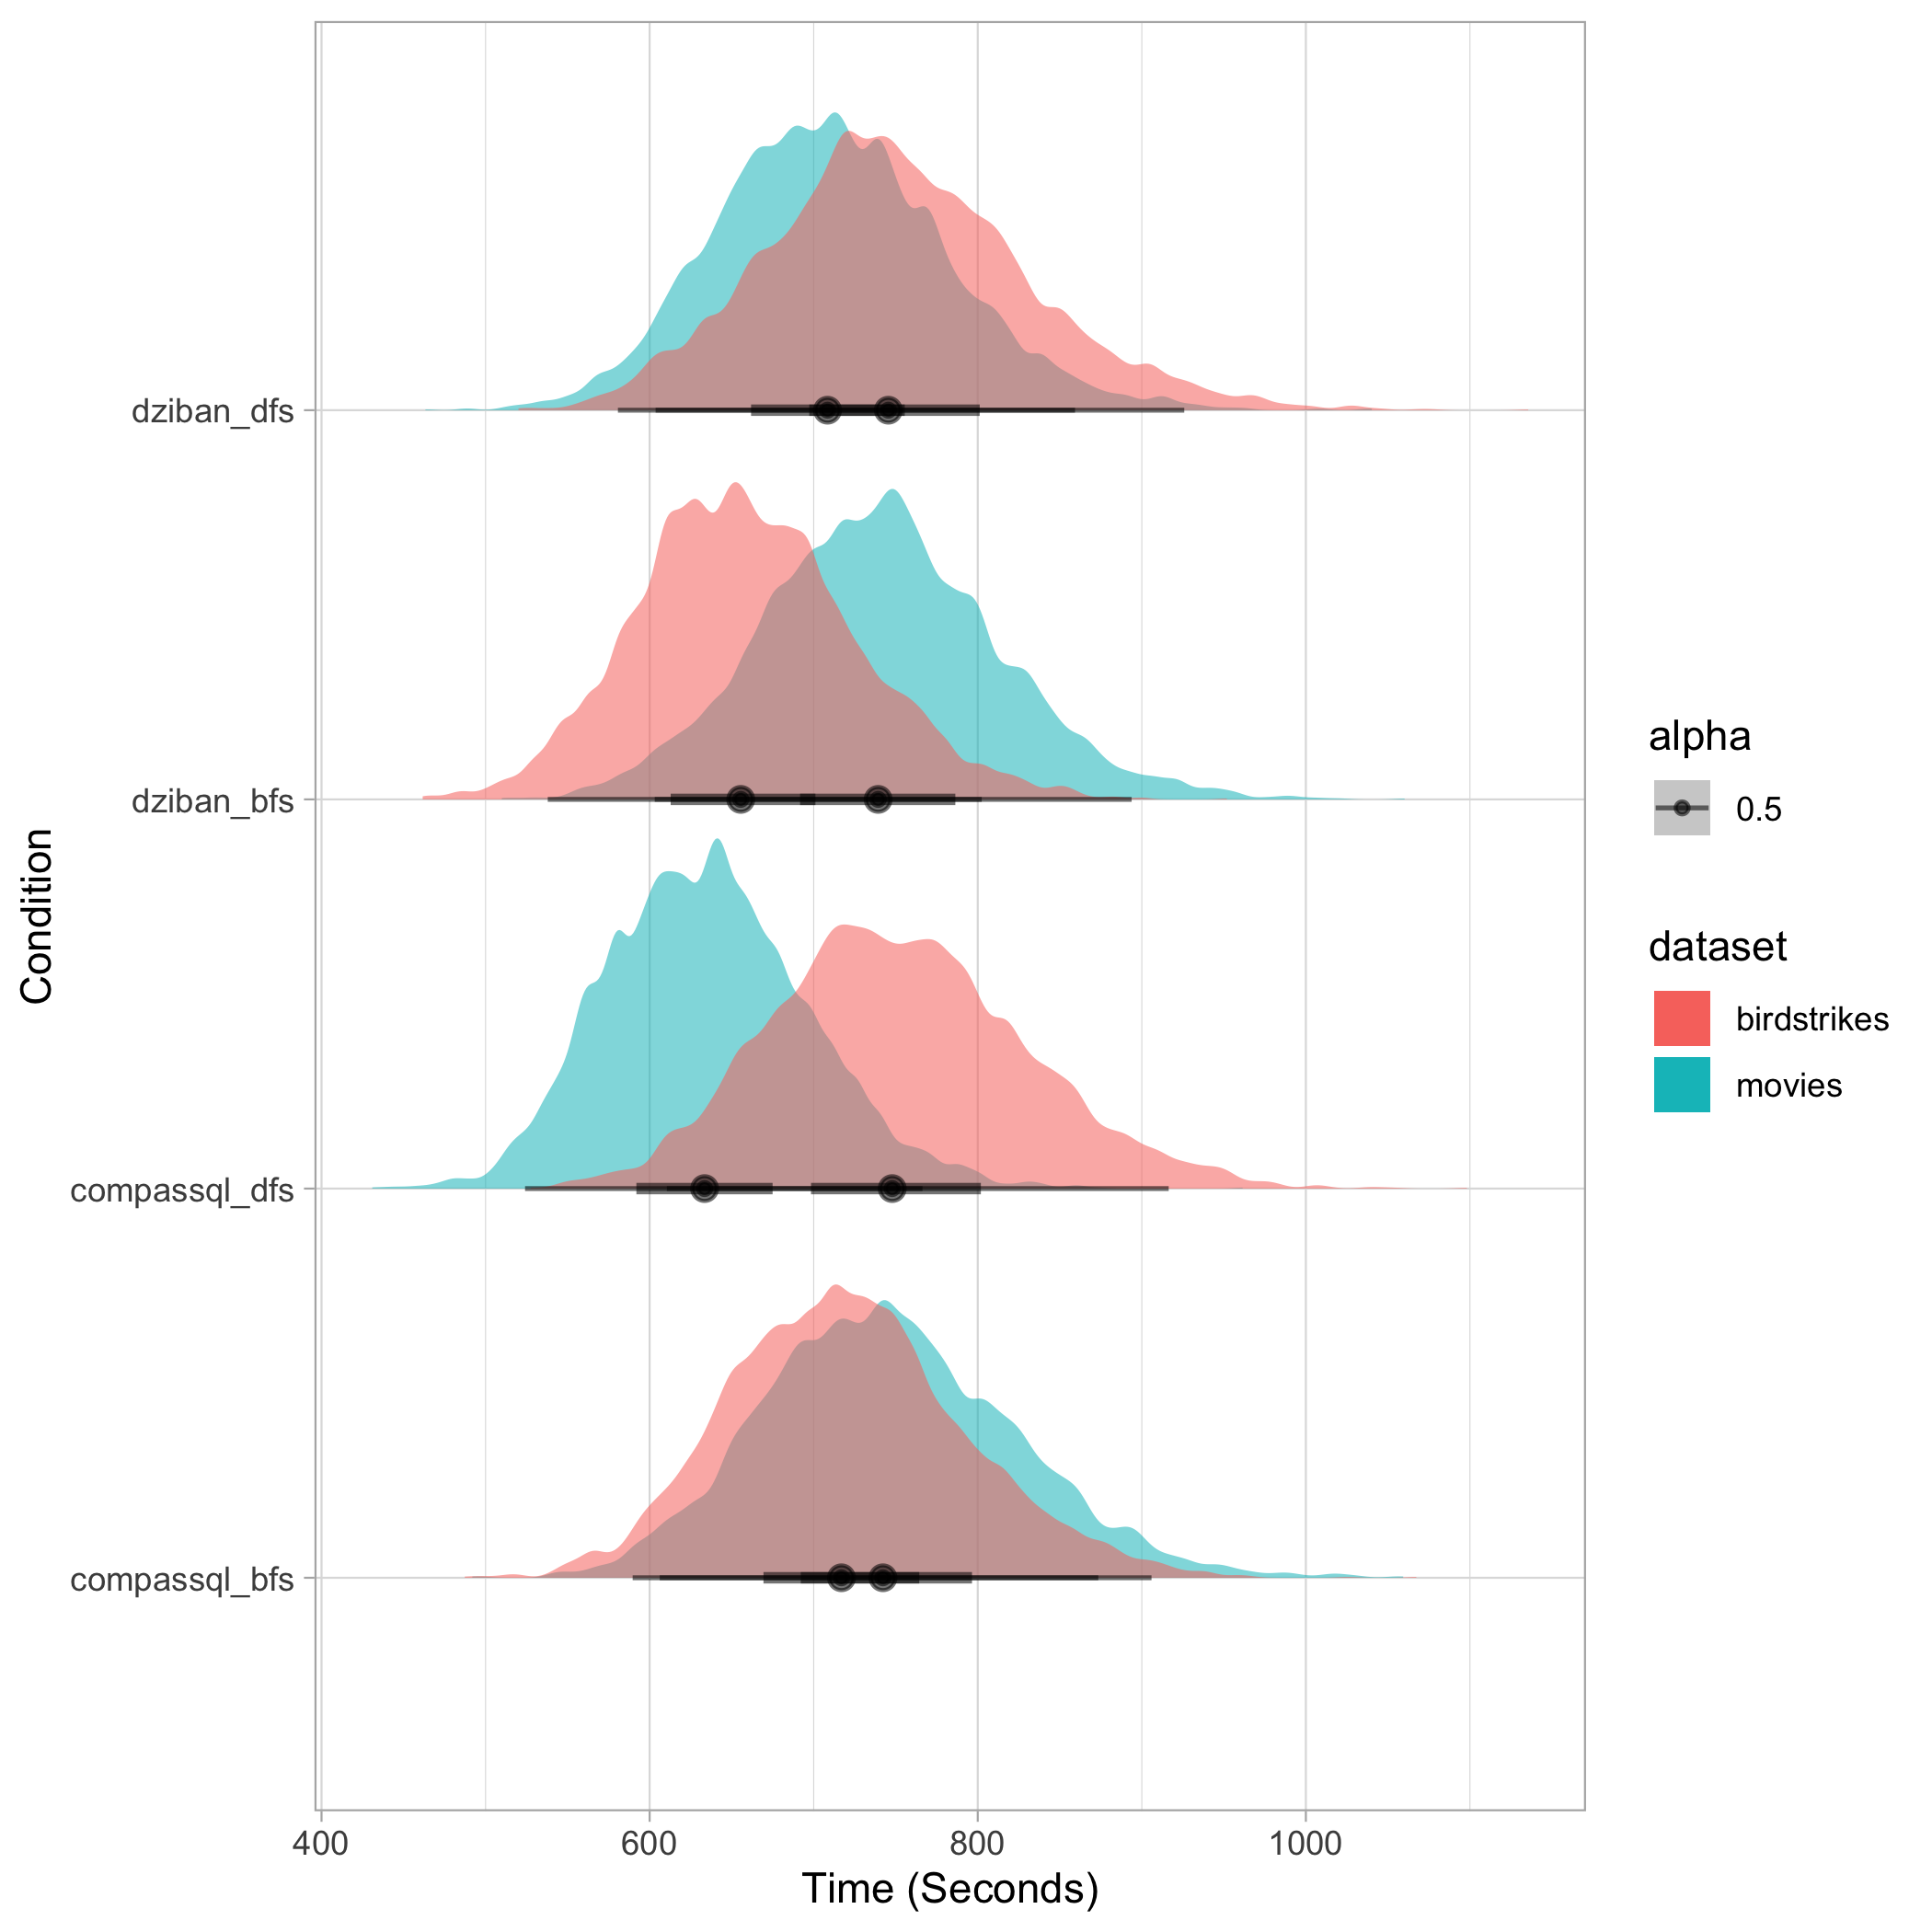 dziban_dfs
dziban_bfs
compassql_dfs
compassql_bfs
Condition
400 600 800 1000
Time (Seconds)
alpha
0.5
dataset
birdstrikes
movies